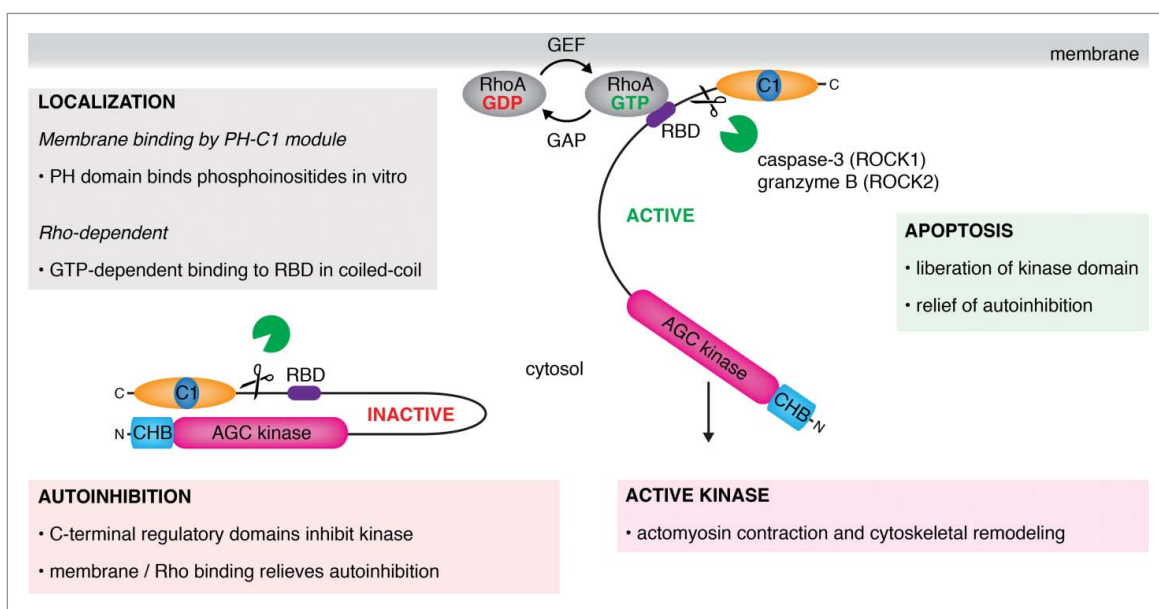 membrane
GEF
RhoA
GDP
RhoA
GTP
GAP
RBD
C1
C
caspase-3 (ROCK1)
granzyme B (ROCK2)
LOCALIZATION
Membrane binding by PH-C1 module
• PH domain binds phosphoinositides in vitro
Rho-dependent
• GTP-dependent binding to RBD in coiled-coil
ACTIVE
APOPTOSIS
• liberation of kinase domain
• relief of autoinhibition
AGC kinase
CHB
N
cytosol
C
C1
RBD
INACTIVE
N
CHB
AGC kinase
AUTOINHIBITION
• C-terminal regulatory domains inhibit kinase
• membrane / Rho binding relieves autoinhibition
ACTIVE KINASE
• actomyosin contraction and cytoskeletal remodeling